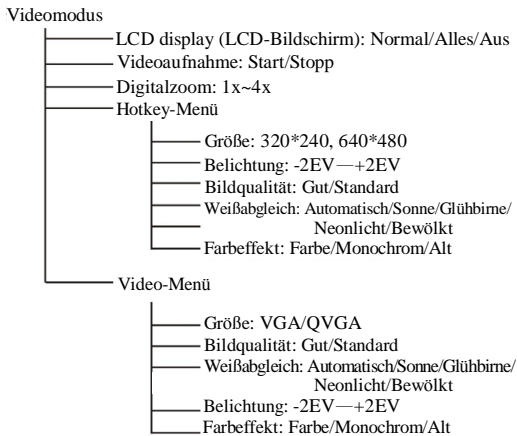 Videomodus
LCD display (LCD-Bildschirm): Normal/Alles/Aus
Videoaufnahme: Start/Stopp
Digitalzoom: 1x~4x
Hotkey-Menü
Größe: 320*240, 640*480
Belichtung: -2EV—+2EV
Bildqualität: Gut/Standard
Weißabgleich: Automatisch/Sonne/Glühbirne/
Neonlicht/Bewölkt
Farbeffekt: Farbe/Monochrom/Alt
Video-Menü
Größe: VGA/QVGA
Bildqualität: Gut/Standard
Weißabgleich: Automatisch/Sonne/Glühbirne/
Neonlicht/Bewölkt
Belichtung: -2EV—+2EV
Farbeffekt: Farbe/Monochrom/Alt